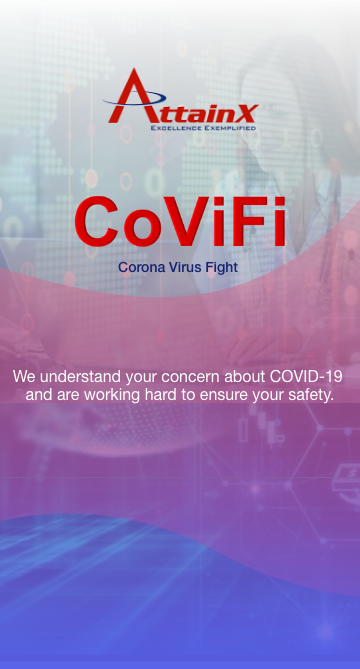 AttainX
Excellence Exemplified
CoViFi
Corona Virus Fight
We understand your concern about COVID-19
and are working hard to ensure your safety.